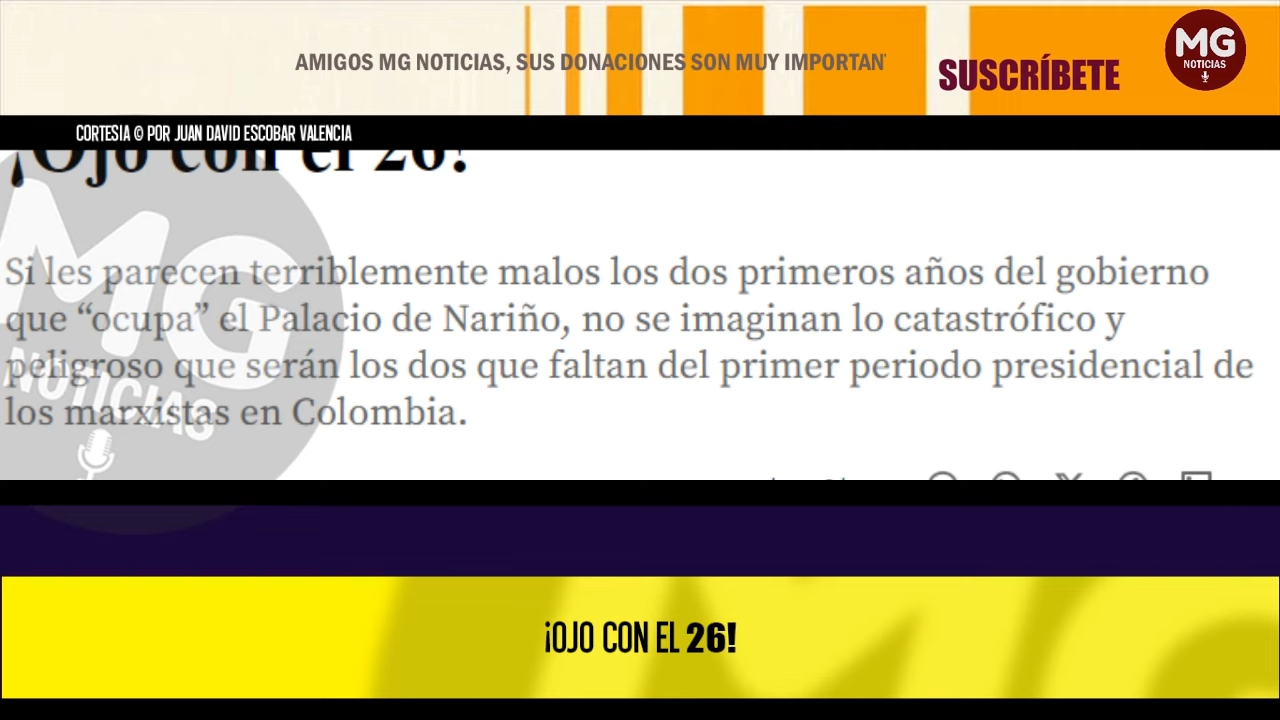 AMIGOS MG NOTICIAS, SUS DONACIONES SON MUY IMPORTAN
SUSCRÍBETE
MG
NOTICIAS
CORTESIA © POR JUAN DAVID ESCOBAR VALENCIA
¡Ojo con el 26!
Si les parecen terriblemente malos los dos primeros años del gobierno
que “ocupa” el Palacio de Nariño, no se imaginan lo catastrófico y
peligroso que serán los dos que faltan del primer periodo presidencial de
los marxistas en Colombia.
MG
NOTICIAS
¡OJO CON EL 26!